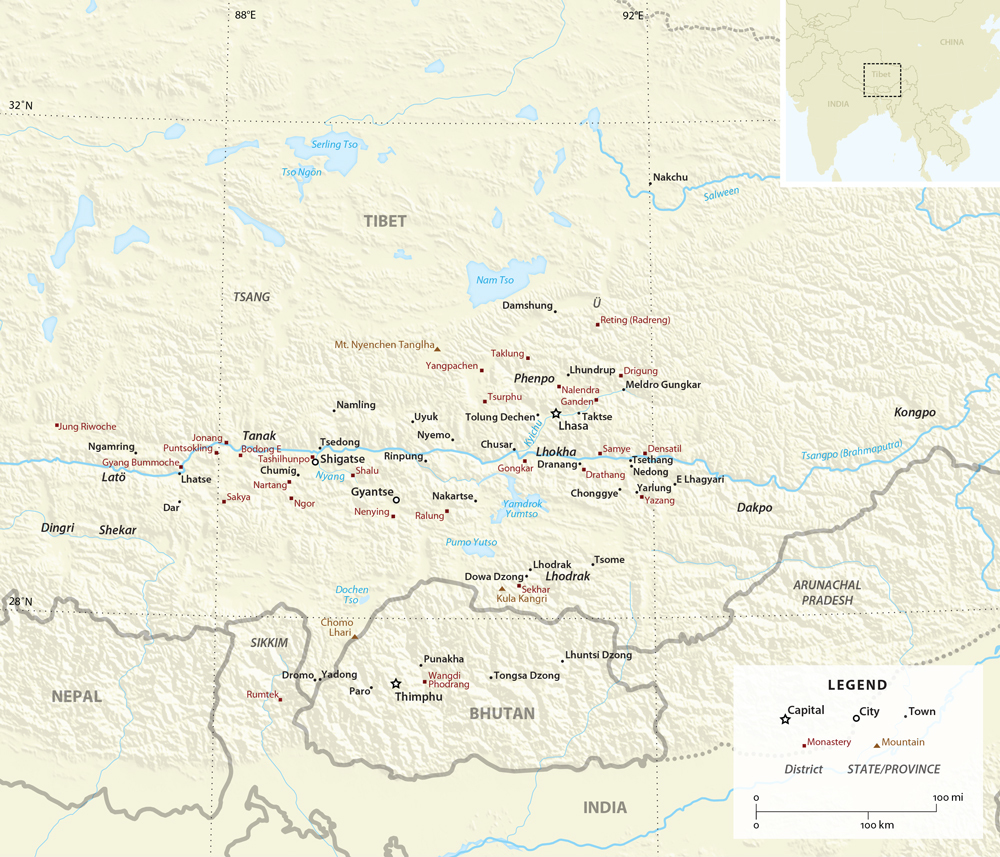 88°E
92°E
CHINA
Tibet
INDIA
32°N
Serling Tso
Tso Ngön
Nakchu
Salween
TIBET
Nam Tso
TSANG
Damshung
Ü
Reting (Radreng)
Mt. Nyenchen Tanglha
Taklung
Yangpachen
Lhundrup
Drigung
Phenpo
Meldro Gungkar
Nalendra
Tsurphu
Ganden
Namling
Kongpo
Uyuk
Tolung Dechen
Taktse
Lhasa
Jung Riwoche
Kyichu
Nyemo
Jonang
Tanak
Ngamring
Puntsokling
Tsedong
Chusar
Bodong E
Lhokha
Samye
Densatil
Tsangpo (Brahmaputra)
Tashilhunpo
Shigatse
Rinpung
Gyang Bummoche
Tsethang
Dranang
Chumig
Shalu
Gongkar
Nedong
Latö
Lhatse
Nyang
Drathang
E Lhagyari
Nartang
Yarlung
Gyantse
Chonggye
Sakya
Nakartse
Yazang
Ngor
Dar
Yamdrok
Yumtso
Dakpo
Nenying
Ralung
Dingri
Shekar
Pumo Yutso
Tsome
Lhodrak
Dowa Dzong
Lhodrak
Sekhar
ARUNACHAL
PRADESH
Dochen
Tso
Kula Kangri
28°N
Chomo
Lhari
SIKKIM
Lhuntsi Dzong
Punakha
Dromo
Yadong
Wangdi
Phodrang
Tongsa Dzong
Paro
NEPAL
Rumtek
Thimphu
BHUTAN
INDIA
LEGEND
Capital
City
Town
Monastery
Mountain
District
STATE/PROVINCE
0
100 mi
0
100 km